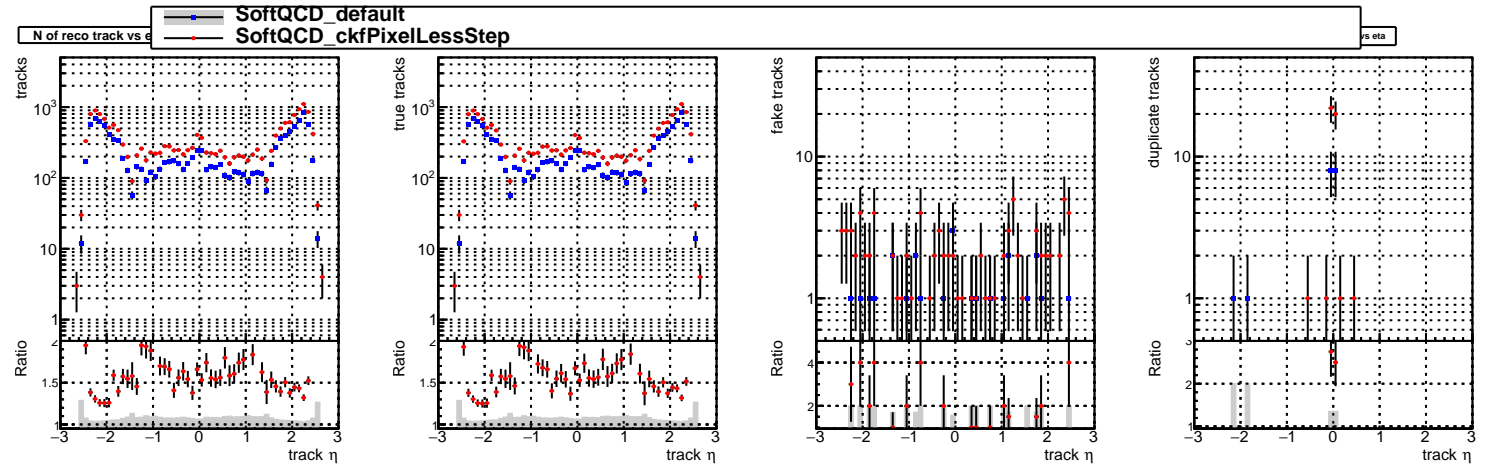 SoftQCD_default
SoftQCD_ckfPixelLessStep
N of reco track vs e
vs eta
tracks
10³
10²
10
1
Ratio
2
1.5
1
−3 −2 −1 0 1 2 3
track η
true tracks
10³
10²
10
1
Ratio
2
1.5
1
−3 −2 −1 0 1 2 3
track η
fake tracks
10
1
Ratio
4
2
−3 −2 −1 0 1 2 3
track η
duplicate tracks
10
1
Ratio
3
2
1
−3 −2 −1 0 1 2 3
track η